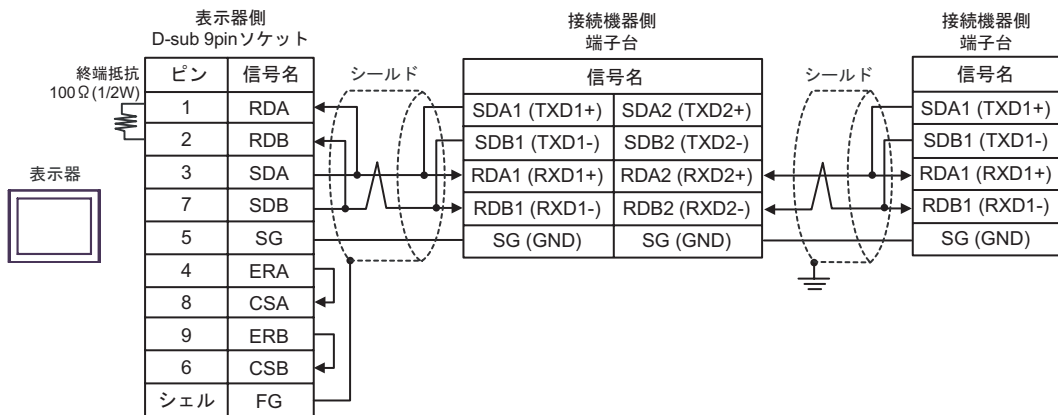 表示器側
D-sub 9pinソケット
接続機器側
端子台
接続機器側
端子台
終端抵抗
100Ω(1/2W)
ピン 信号名
シールド
信号名
シールド
信号名
1 RDA
SDA1 (TXD1+) SDA2 (TXD2+)
SDA1 (TXD1+)
2 RDB
SDB1 (TXD1-) SDB2 (TXD2-)
SDB1 (TXD1-)
表示器
3 SDA
RDA1 (RXD1+) RDA2 (RXD2+)
RDA1 (RXD1+)
7 SDB
RDB1 (RXD1-) RDB2 (RXD2-)
RDB1 (RXD1-)
5 SG
SG (GND) SG (GND)
SG (GND)
4 ERA
8 CSA
9 ERB
6 CSB
シェル FG